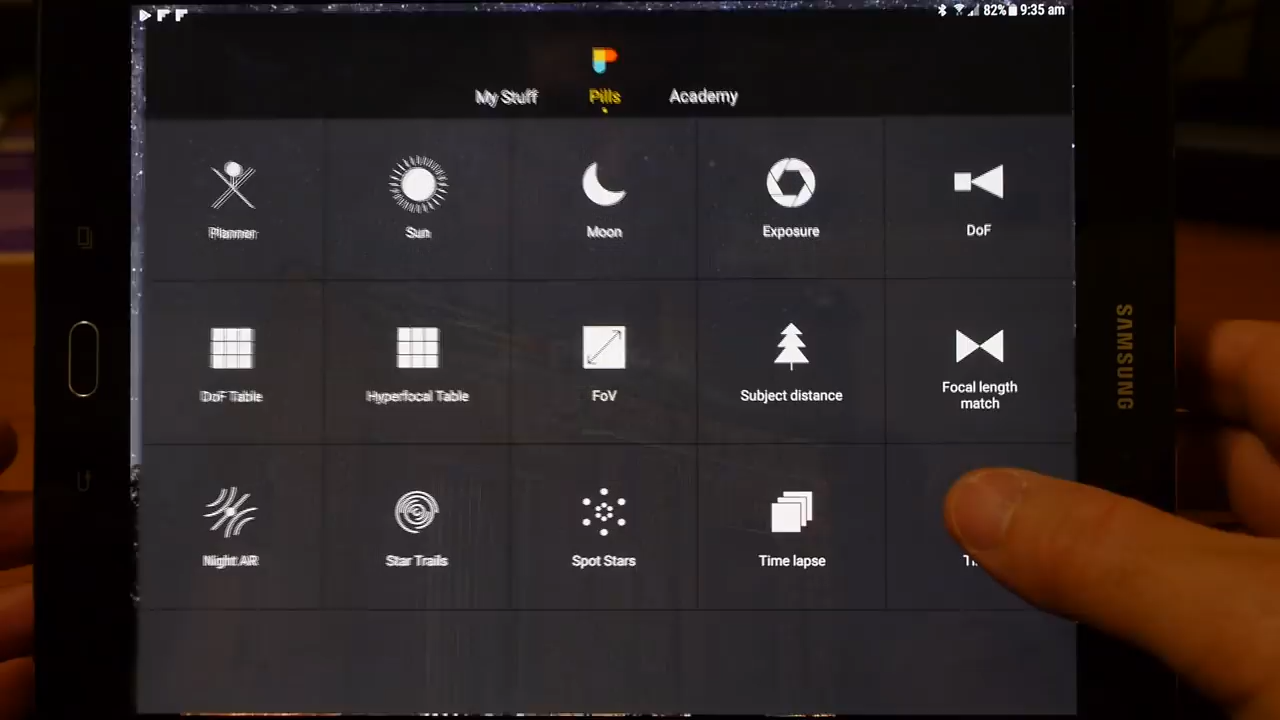 82% 9:35 am
My Stuff Pills Academy
Planner Sun Moon Exposure DoF
DoF Table Hyperfocal Table FoV Subject distance Focal length
match
Night AR Star Trails Spot Stars Time lapse
SAMSUNG